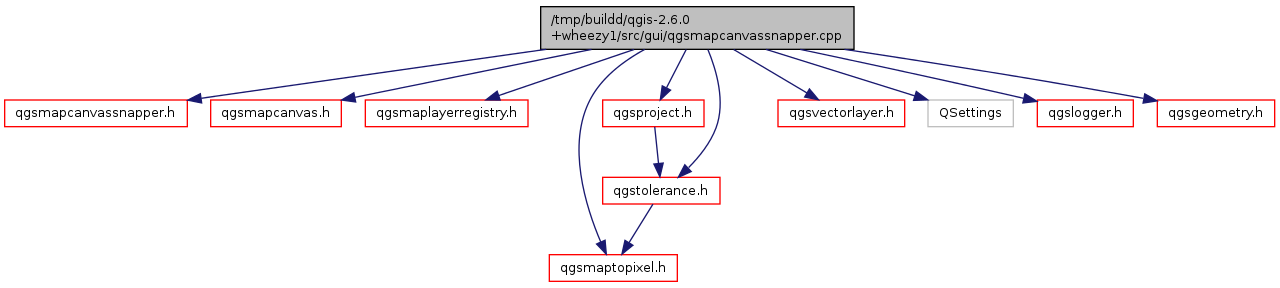 /tmp/buildd/qgis-2.6.0
+wheezy1/src/gui/qgsmapcanvassnapper.cpp
qgsmapcanvassnapper.h
qgsmapcanvas.h
qgsmaplayerregistry.h
qgsproject.h
qgsvectorlayer.h
QSettings
qgslogger.h
qgsgeometry.h
qgstolerance.h
qgsmaptopixel.h